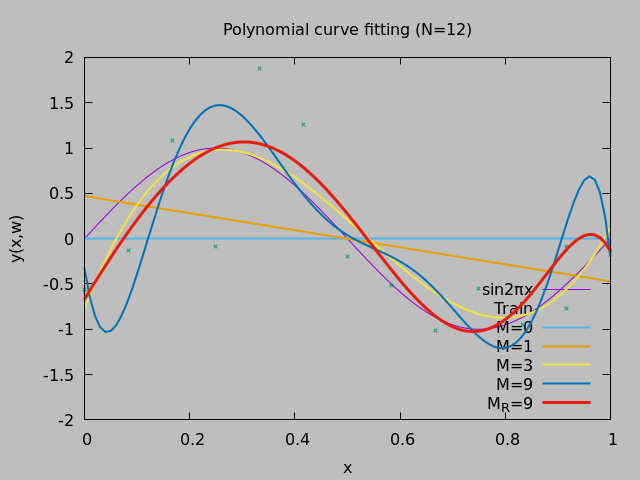 Polynomial curve fitting (N=12)
2
1.5
1
0.5
0
-0.5
-1
-1.5
-2
y(x,w)
0 0.2 0.4 0.6 0.8 1
x
sin2πx
Train
M=0
M=1
M=3
M=9
M_R=9